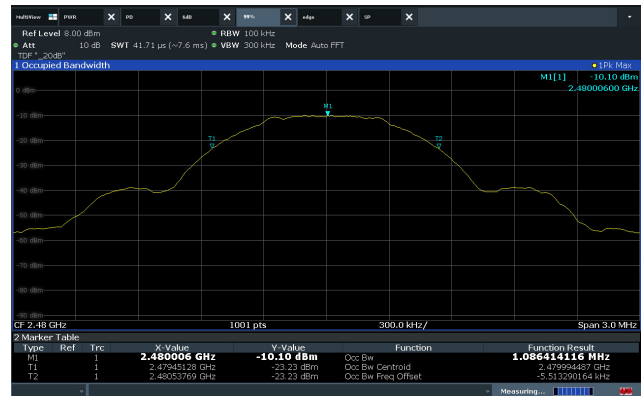 MultiView PWR X PD X 6dB X 99% X edge X SP X
Ref Level 8.00 dBm RBW 100 kHz
Att 10 dB SWT 41.71 µs (~7.6 ms) VBW 300 kHz Mode Auto FFT
TDF "_20dB"
1 Occupied Bandwidth 1Pk Max
M1[1] -10.10 dBm
2.48000600 GHz
0 dBm
M1
-10 dBm
T1 T2
-20 dBm
-30 dBm
-40 dBm
-50 dBm
-60 dBm
-70 dBm
-80 dBm
-90 dBm
CF 2.48 GHz 1001 pts 300.0 kHz/ Span 3.0 MHz
2 Marker Table
Type Ref Trc X-Value Y-Value Function Function Result
M1 1 2.480006 GHz -10.10 dBm Occ Bw 1.086414116 MHz
T1 1 2.47945128 GHz -23.23 dBm Occ Bw Centroid 2.479994487 GHz
T2 1 2.48053769 GHz -23.23 dBm Occ Bw Freq Offset -5.513290164 kHz
Measuring...